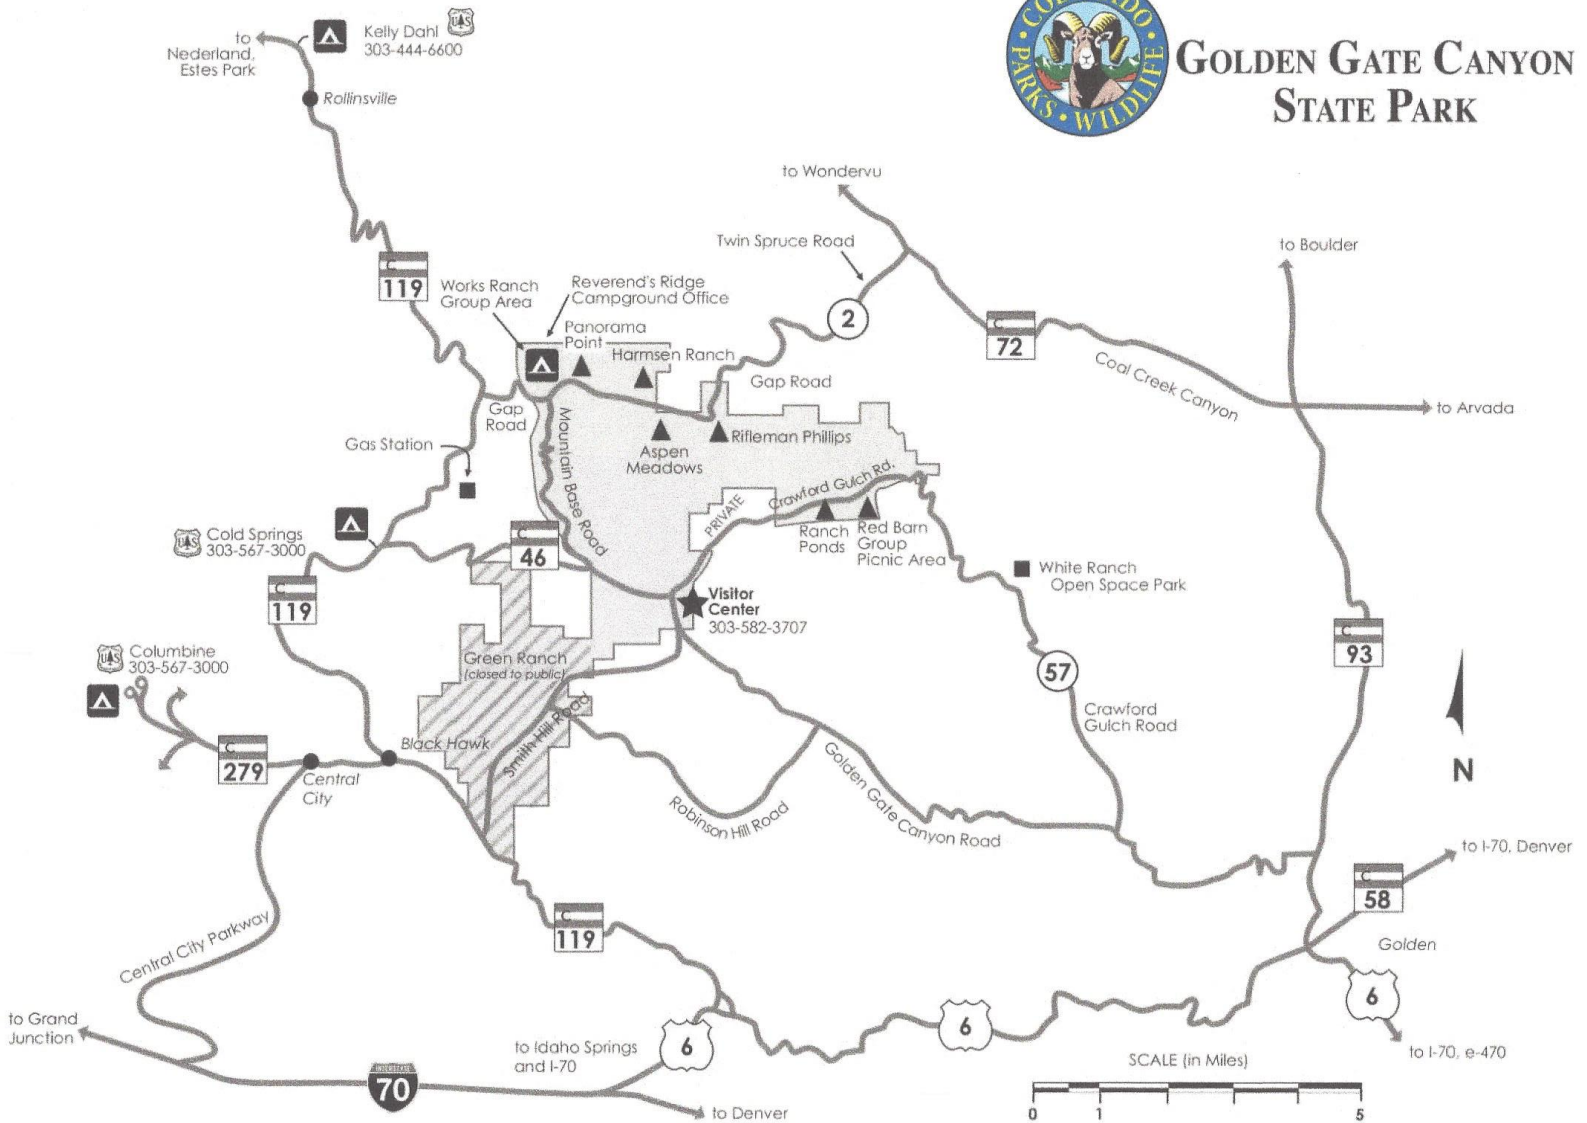 COLORADO
PARKS • WILDLIFE
GOLDEN GATE CANYON
STATE PARK
to
Nederland,
Estes Park
Kelly Dahl
303-444-6600
U S
Rollinsville
to Wondervu
Twin Spruce Road
to Boulder
C
119
Works Ranch
Group Area
Reverend's Ridge
Campground Office
2
Panorama
Point
Harmsen Ranch
C
72
Coal Creek Canyon
Gap Road
to Arvada
Gap
Road
Gas Station
Mountain Base Road
Aspen
Meadows
Rifleman Phillips
Crawford Gulch Rd.
PRIVATE
Ranch
Ponds
Red Barn
Group
Picnic Area
U S
Cold Springs
303-567-3000
C
46
White Ranch
Open Space Park
C
119
Visitor
Center
303-582-3707
C
93
U S
Columbine
303-567-3000
Green Ranch
(closed to public)
57
Crawford
Gulch Road
Smith Hill Road
Black Hawk
C
279
Central
City
Golden Gate Canyon Road
Robinson Hill Road
N
to I-70, Denver
C
58
C
119
Central City Parkway
Golden
6
to Grand
Junction
6
6
to Idaho Springs
and I-70
to I-70, e-470
INTERSTATE
70
to Denver
SCALE (in Miles)
0 1 5